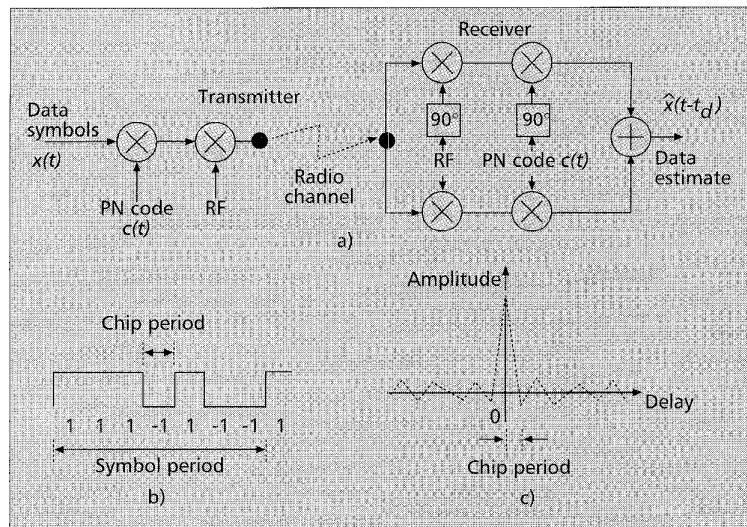 Receiver
Transmitter
Data
symbols
x(t)
PN code
c(t)
RF
Radio
channel
90°
90°
RF
PN code c(t)
x̂(t-t_d)
Data
estimate
a)
Chip period
1 1 1 -1 1 -1 -1 1
Symbol period
b)
Amplitude
0
Delay
Chip period
c)